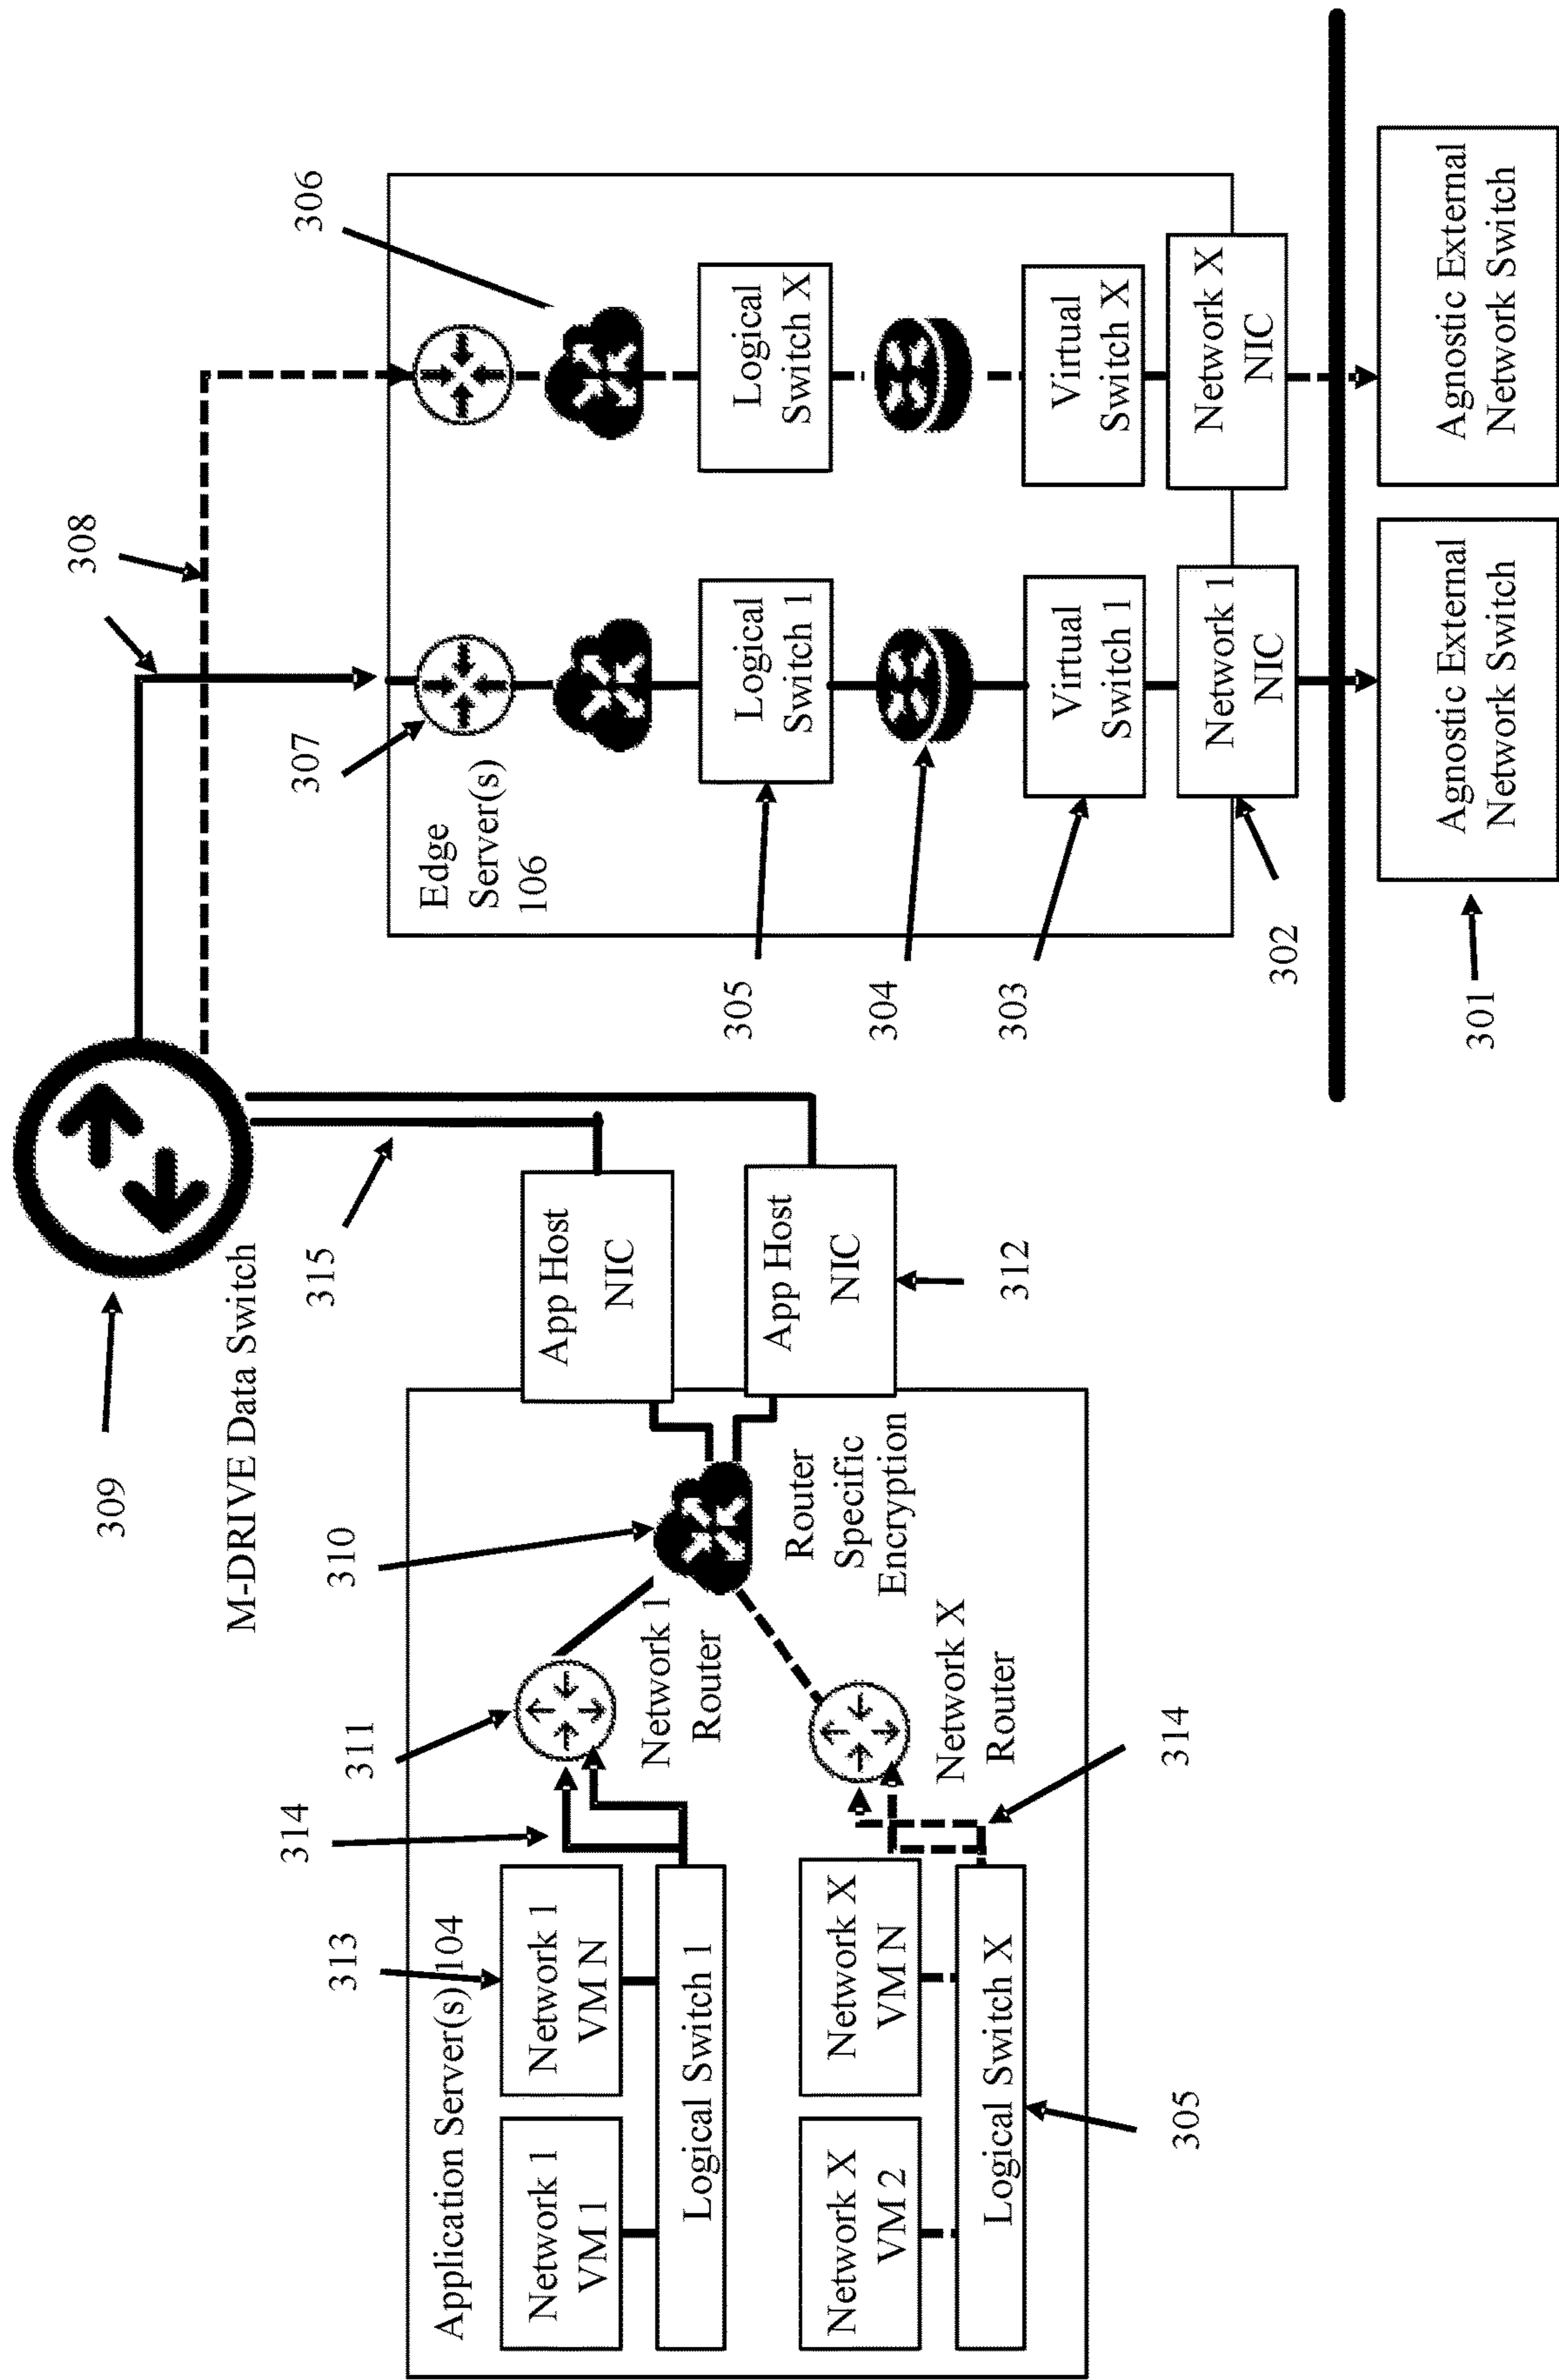 309
M-DRIVE Data Switch
308
315
306
307
Edge
Server(s)
106
Logical
Switch 1
Logical
Switch X
305
304
303
Virtual
Switch 1
Virtual
Switch X
302
Network 1
NIC
Network X
NIC
301
Agnostic External
Network Switch
Agnostic External
Network Switch
Application Server(s) 104
313
314
311
310
Network 1
VM 1
Network 1
VM N
Logical Switch 1
Network 1
Router
App Host
NIC
App Host
NIC
312
Router
Specific
Encryption
Network X
VM 2
Network X
VM N
Logical Switch X
Network X
Router
305
314